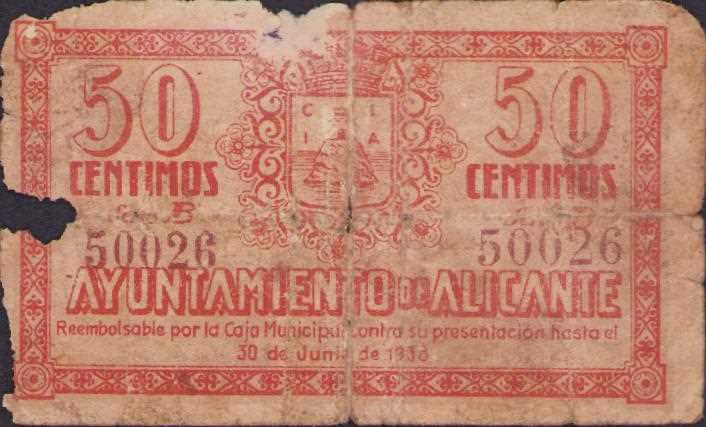 50 50
CENTIMOS CENTIMOS
C I
I A
B
50026 50026
AYUNTAMIENTO DE ALICANTE
Reembolsable por la Caja Municipal contra su presentación hasta el
30 de Junio de 1938